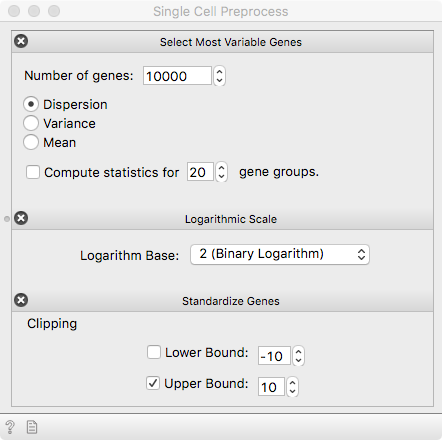 Single Cell Preprocess
Select Most Variable Genes
Number of genes: 10000
Dispersion
Variance
Mean
Compute statistics for 20 gene groups.
Logarithmic Scale
Logarithm Base: 2 (Binary Logarithm)
Standardize Genes
Clipping
Lower Bound: -10
Upper Bound: 10
?